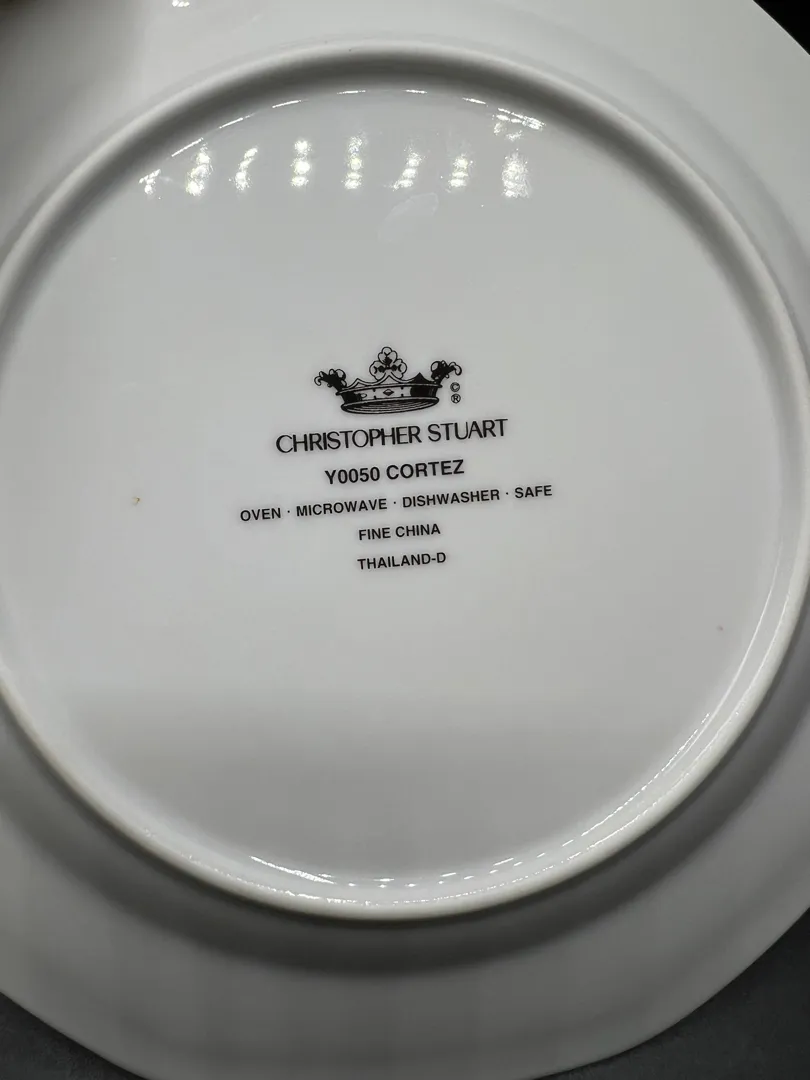 ©
®
CHRISTOPHER STUART
Y0050 CORTEZ
OVEN · MICROWAVE · DISHWASHER · SAFE
FINE CHINA
THAILAND-D